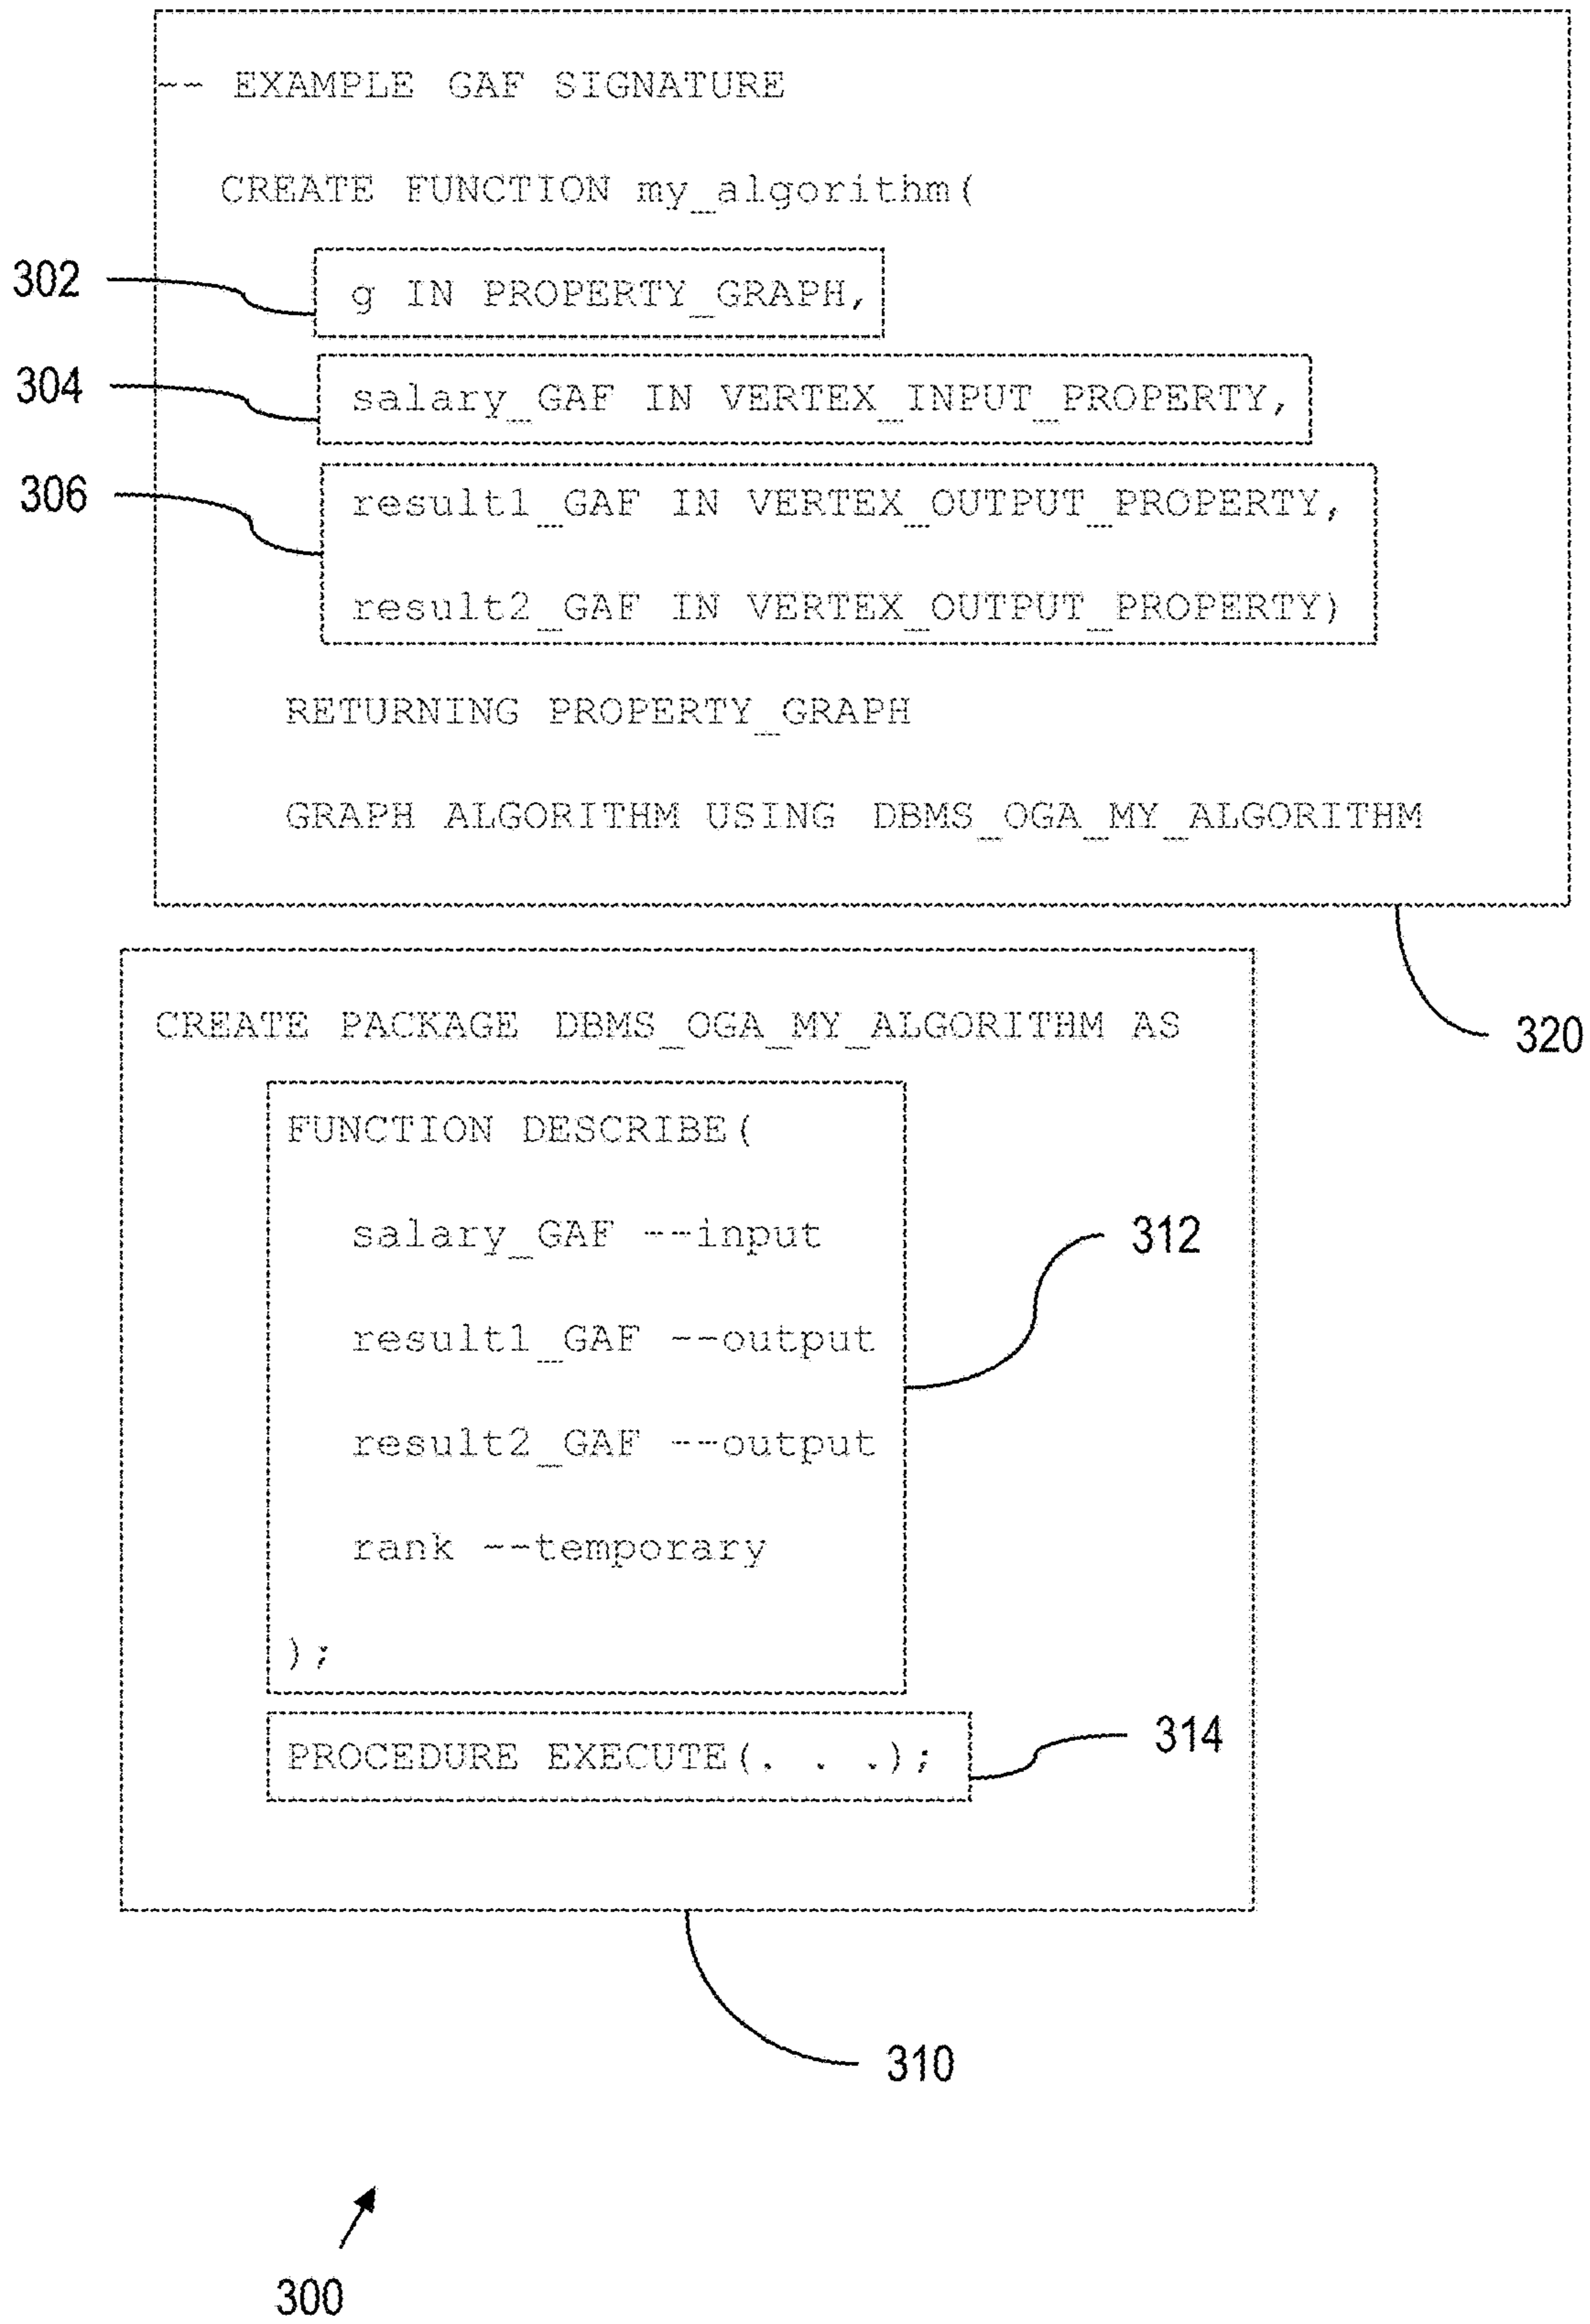 -- EXAMPLE GAF SIGNATURE
CREATE FUNCTION my_algorithm(
302
g IN PROPERTY_GRAPH,
304
salary_GAF IN VERTEX_INPUT_PROPERTY,
306
result1_GAF IN VERTEX_OUTPUT_PROPERTY,
result2_GAF IN VERTEX_OUTPUT_PROPERTY)
RETURNING PROPERTY_GRAPH
GRAPH ALGORITHM USING DBMS_OGA_MY_ALGORITHM
320
CREATE PACKAGE DBMS_OGA_MY_ALGORITHM AS
FUNCTION DESCRIBE(
salary_GAF --input
312
result1_GAF --output
result2_GAF --output
rank --temporary
);
314
PROCEDURE EXECUTE(. . .);
310
300